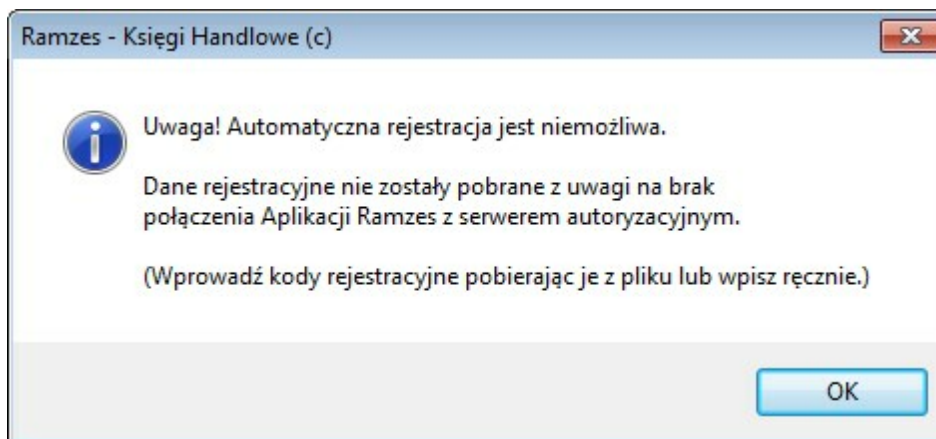 Ramzes - Księgi Handlowe (c)
Uwaga! Automatyczna rejestracja jest niemożliwa.
Dane rejestracyjne nie zostały pobrane z uwagi na brak
połączenia Aplikacji Ramzes z serwerem autoryzacyjnym.
(Wprowadź kody rejestracyjne pobierając je z pliku lub wpisz ręcznie.)
OK